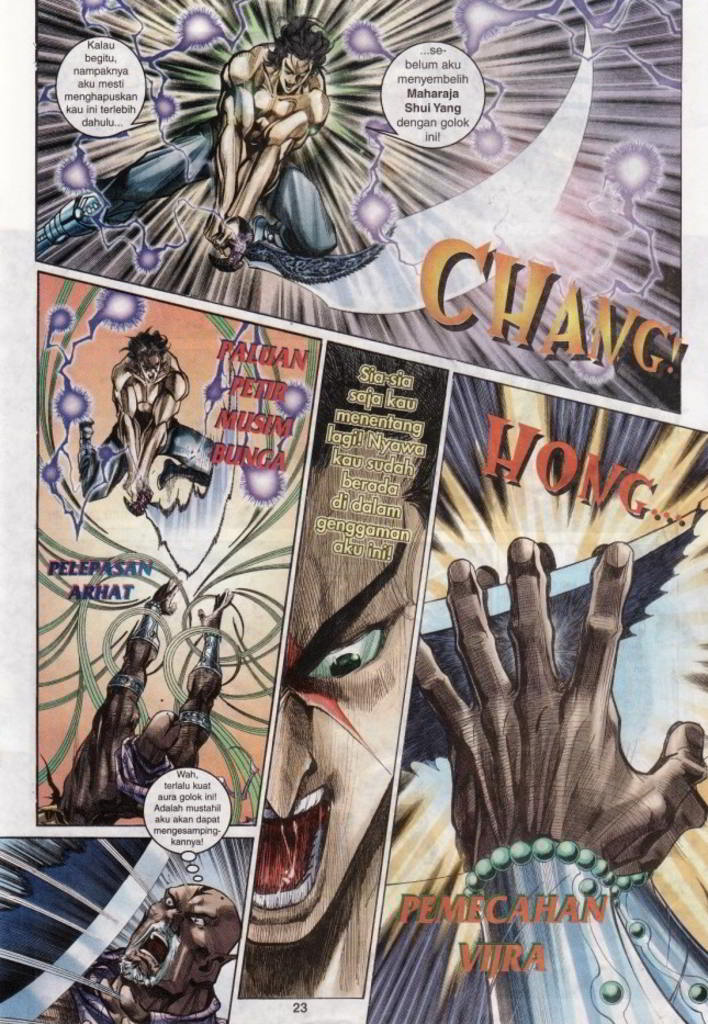 Kalau
begitu,
nampaknya
aku mesti
menghapuskan
kau ini terlebih
dahulu...
...se-
belum aku
menyembelih
Maharaja
Shui Yang
dengan golok
ini!
CHANG!
PALUAN
PETIR
MUSIM
BUNGA
PELEPASAN
ARHAT
Sia-sia
saja kau
menentang
lagi! Nyawa
kau sudah
berada
di dalam
genggaman
aku ini!
HONG....
Wah,
terlalu kuat
aura golok ini!
Adalah mustahil
aku akan dapat
mengesamping-
kannya!
PEMECAHAN
VIJRA
23